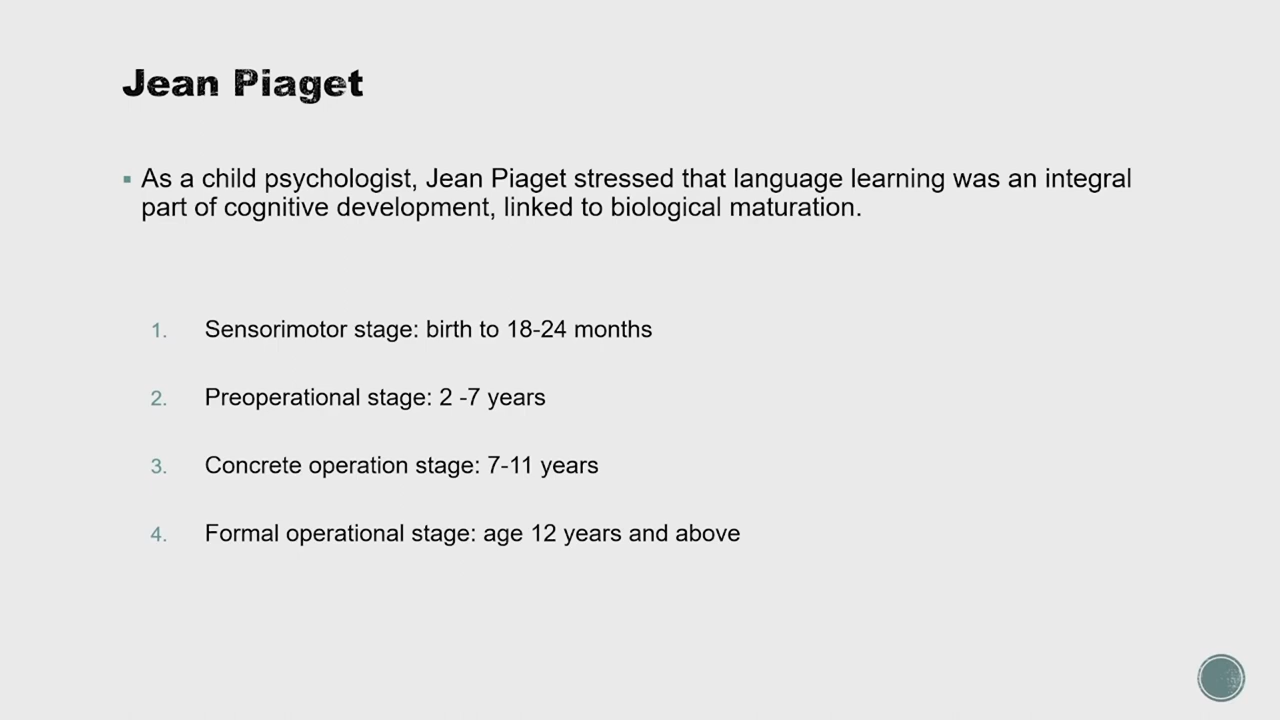 Jean Piaget
▪ As a child psychologist, Jean Piaget stressed that language learning was an integral
part of cognitive development, linked to biological maturation.
1. Sensorimotor stage: birth to 18-24 months
2. Preoperational stage: 2 -7 years
3. Concrete operation stage: 7-11 years
4. Formal operational stage: age 12 years and above